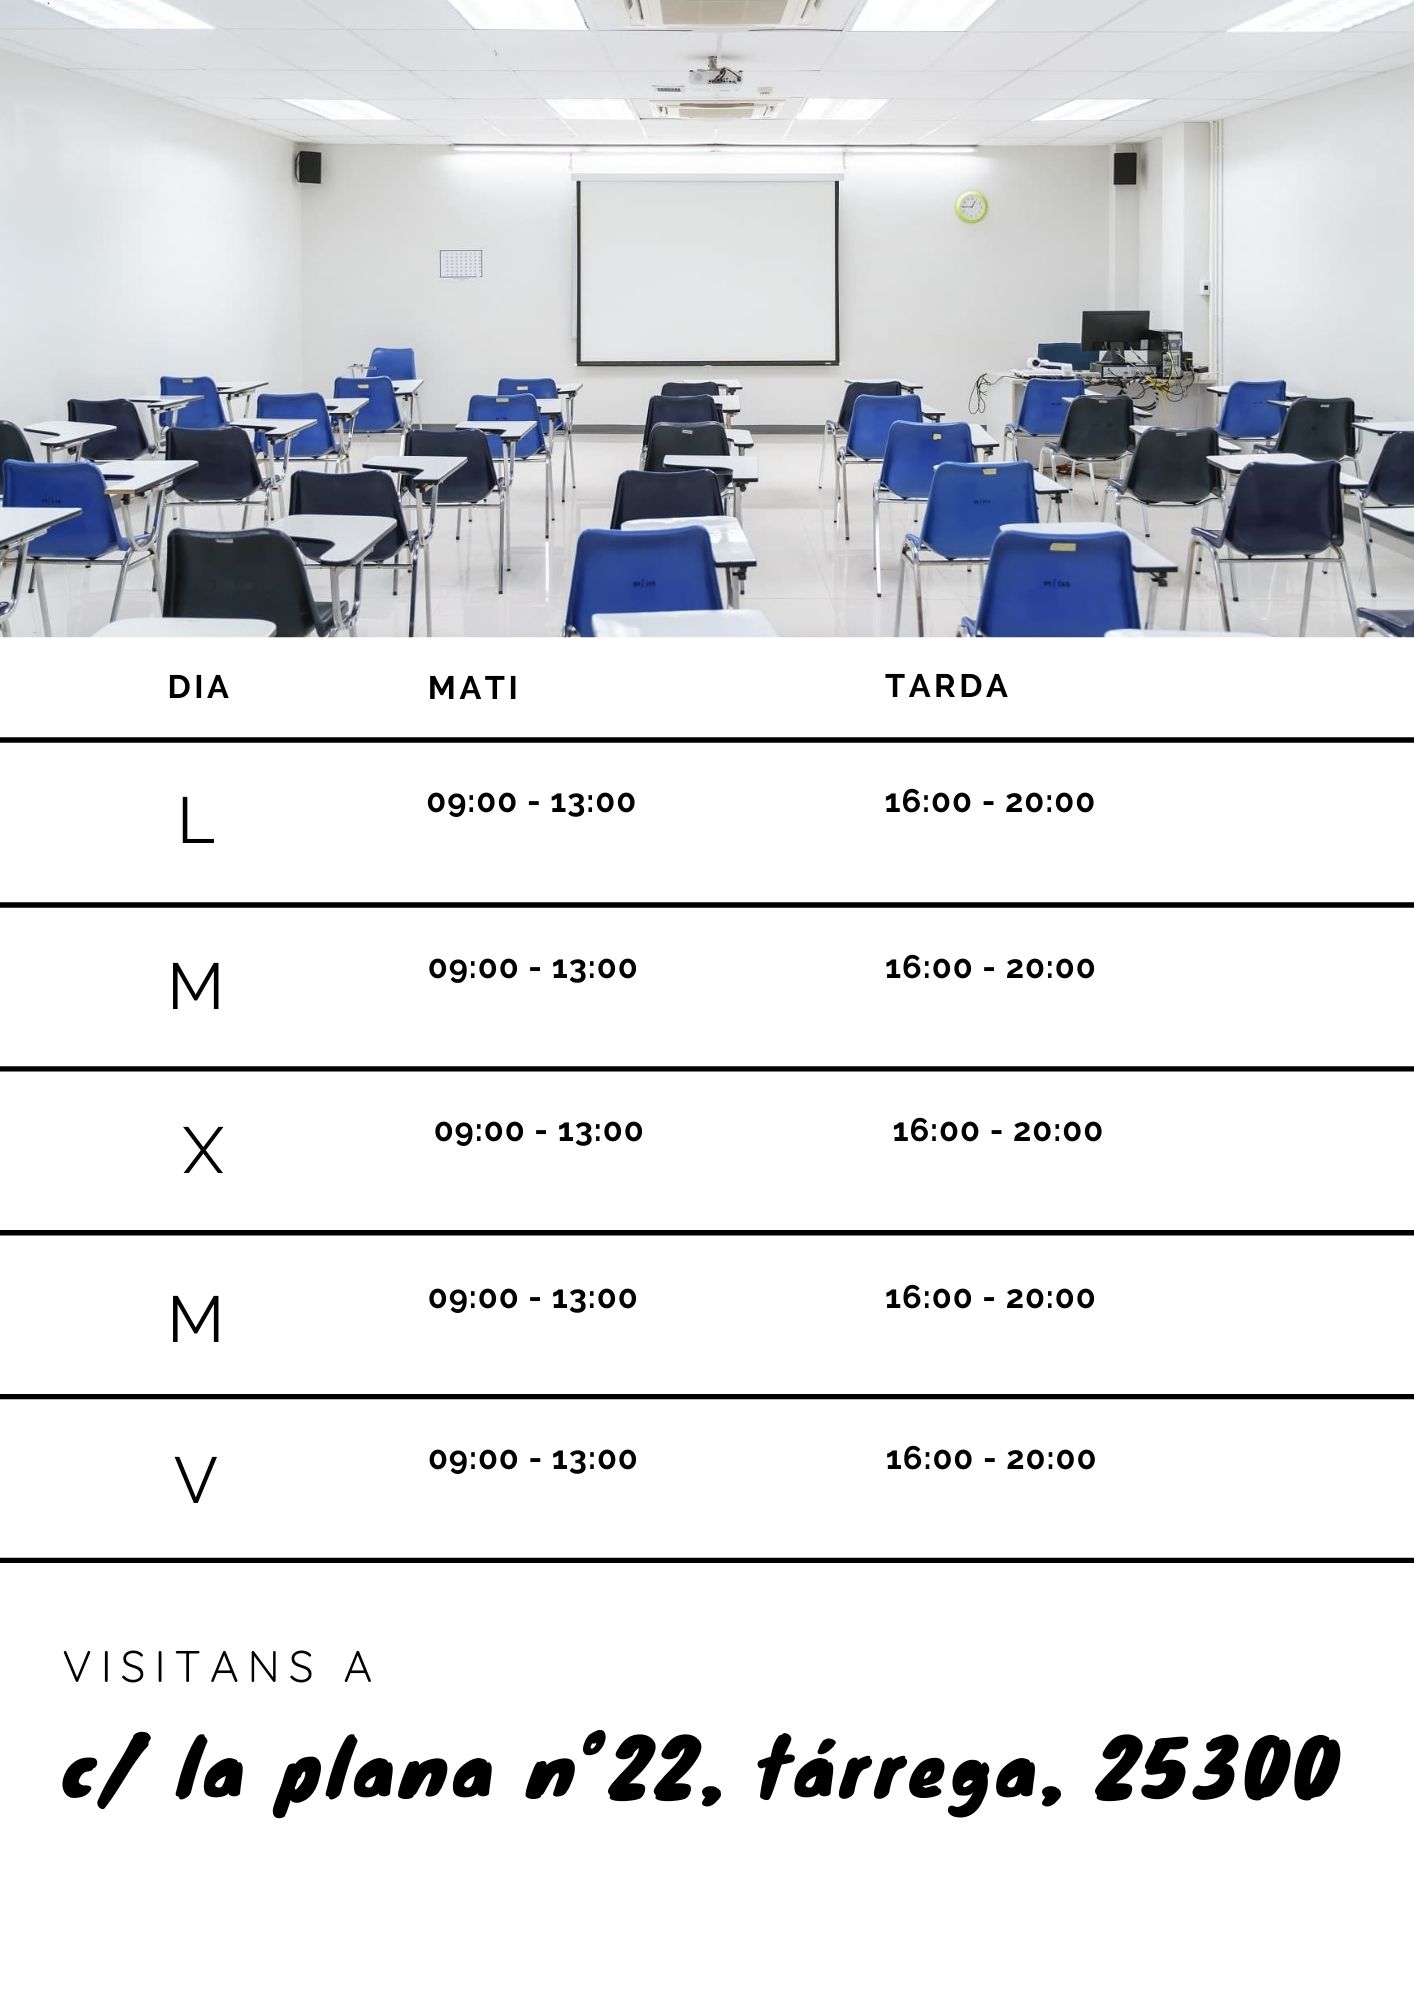 DIA MATI TARDA
L 09:00 - 13:00 16:00 - 20:00
M 09:00 - 13:00 16:00 - 20:00
X 09:00 - 13:00 16:00 - 20:00
M 09:00 - 13:00 16:00 - 20:00
V 09:00 - 13:00 16:00 - 20:00
VISITANS A
c/ la plana nº22, tárrega, 25300